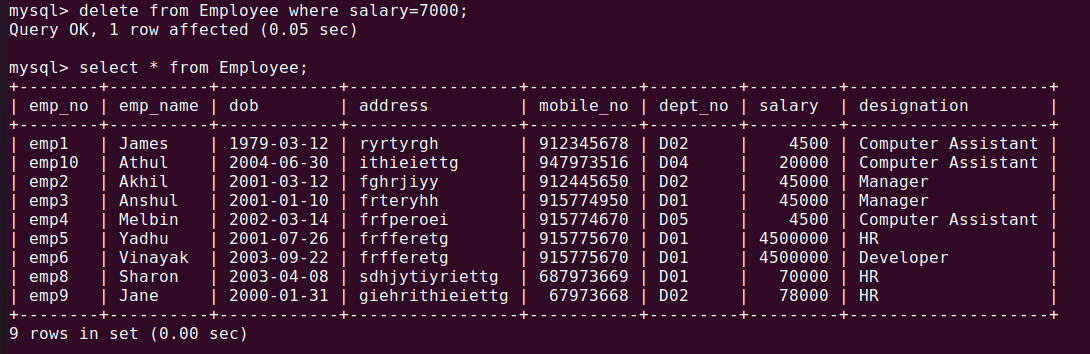 mysql> delete from Employee where salary=7000;
Query OK, 1 row affected (0.05 sec)

mysql> select * from Employee;
+--------+----------+------------+-----------------+-----------+---------+---------+--------------------+
| emp_no | emp_name | dob        | address         | mobile_no | dept_no | salary  | designation        |
+--------+----------+------------+-----------------+-----------+---------+---------+--------------------+
| emp1   | James    | 1979-03-12 | ryrtyrgh        | 912345678 | D02     |    4500 | Computer Assistant |
| emp10  | Athul    | 2004-06-30 | ithieiettg      | 947973516 | D04     |   20000 | Computer Assistant |
| emp2   | Akhil    | 2001-03-12 | fghrjiyy        | 912445650 | D02     |   45000 | Manager            |
| emp3   | Anshul   | 2001-01-10 | frteryhh        | 915774950 | D01     |   45000 | Manager            |
| emp4   | Melbin   | 2002-03-14 | frfperoei       | 915774670 | D05     |    4500 | Computer Assistant |
| emp5   | Yadhu    | 2001-07-26 | frfferetg       | 915775670 | D01     | 4500000 | HR                 |
| emp6   | Vinayak  | 2003-09-22 | frfferetg       | 915775670 | D01     | 4500000 | Developer          |
| emp8   | Sharon   | 2003-04-08 | sdhjytiyriettg  | 687973669 | D01     |   70000 | HR                 |
| emp9   | Jane     | 2000-01-31 | giehrithieiettg |  67973668 | D02     |   78000 | HR                 |
+--------+----------+------------+-----------------+-----------+---------+---------+--------------------+
9 rows in set (0.00 sec)